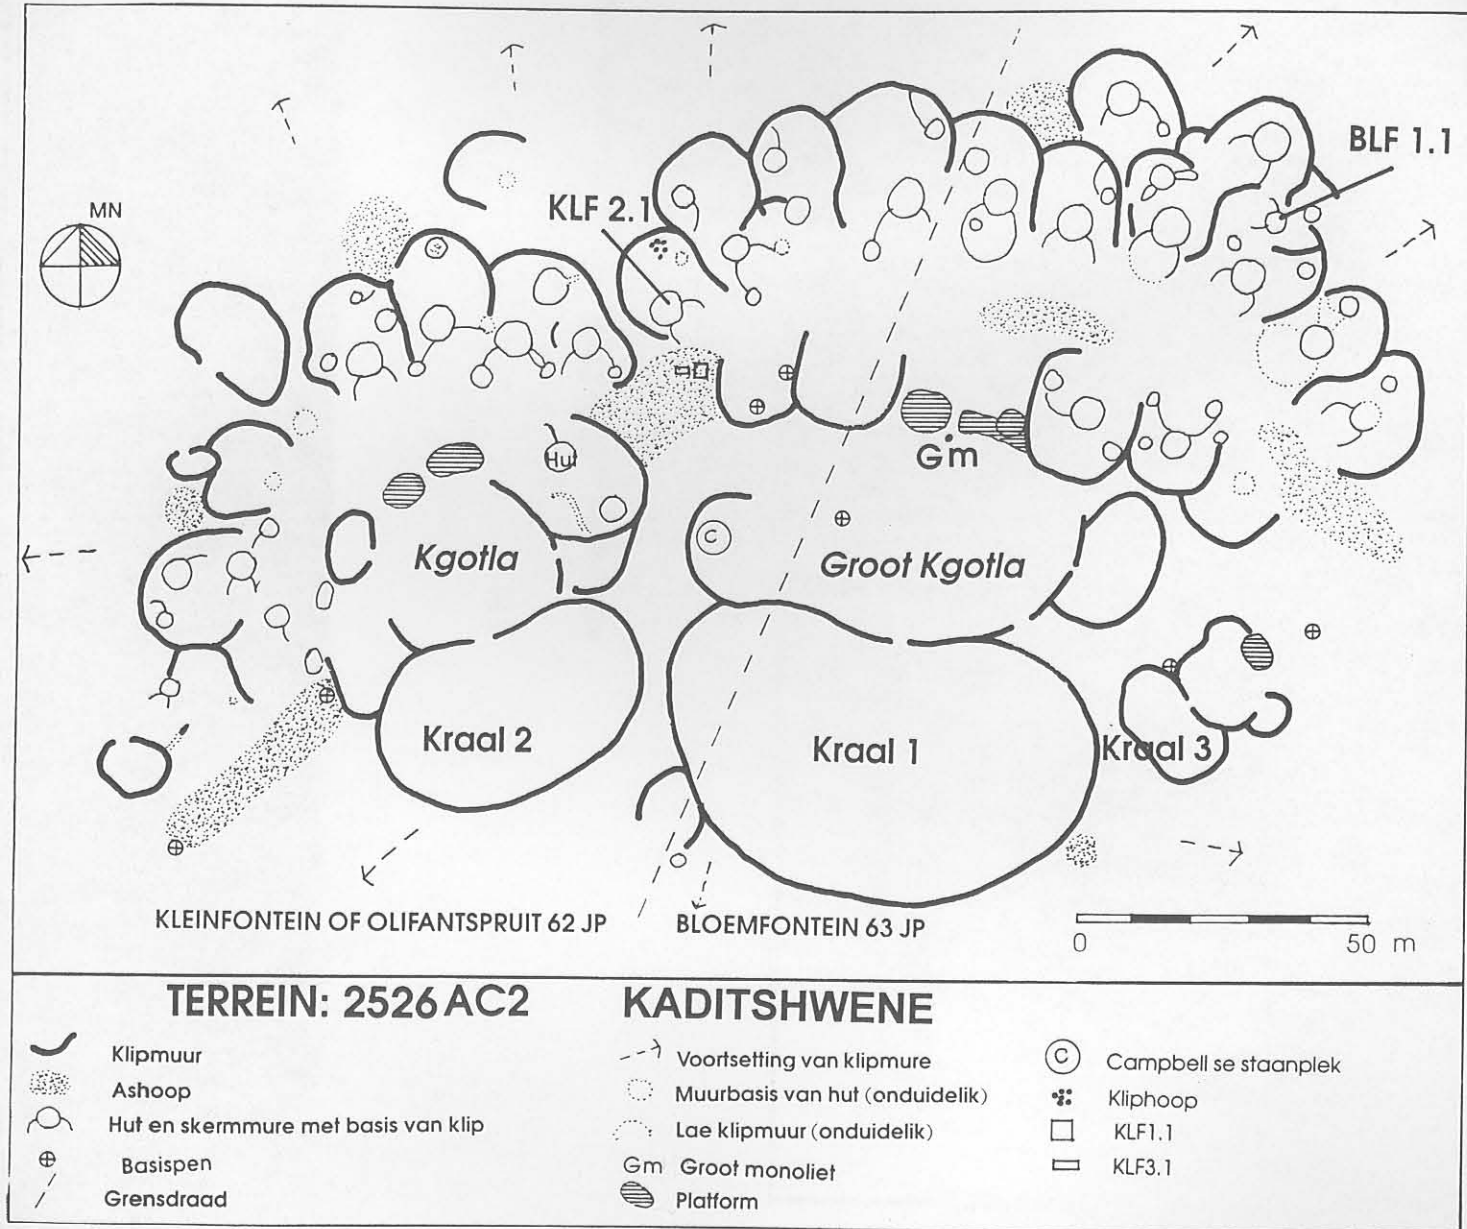 MN
BLF 1.1
KLF 2.1
Hut
Gm
C
Kgotla
Groot Kgotla
Kraal 2
Kraal 1
Kraal 3
KLEINFONTEIN OF OLIFANTSPRUIT 62 JP
BLOEMFONTEIN 63 JP
0 50 m
TERREIN: 2526 AC2
KADITSHWENE
Klipmuur
Ashoop
Hut en skermmure met basis van klip
Basispen
Grensdraad
Voortsetting van klipmure
Muurbasis van hut (onduidelik)
Lae klipmuur (onduidelik)
Gm Groot monoliet
Platform
C Campbell se staanplek
Kliphoop
KLF1.1
KLF3.1